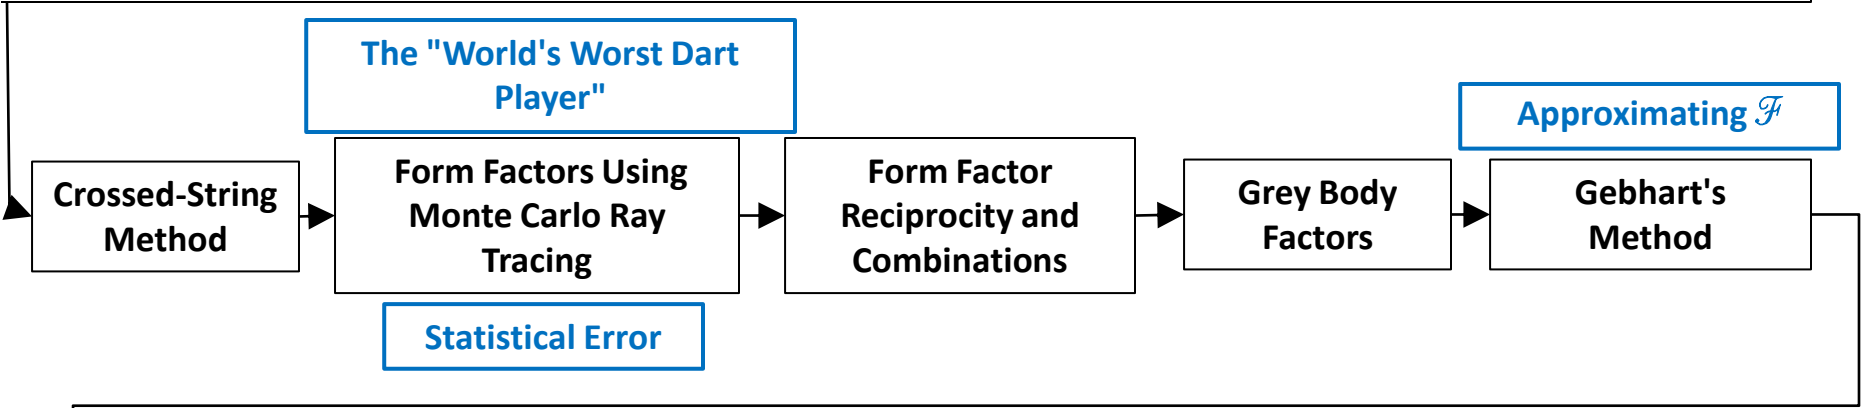 The "World's Worst Dart
Player"
Approximating ℱ
Crossed-String
Method
Form Factors Using
Monte Carlo Ray
Tracing
Form Factor
Reciprocity and
Combinations
Grey Body
Factors
Gebhart's
Method
Statistical Error